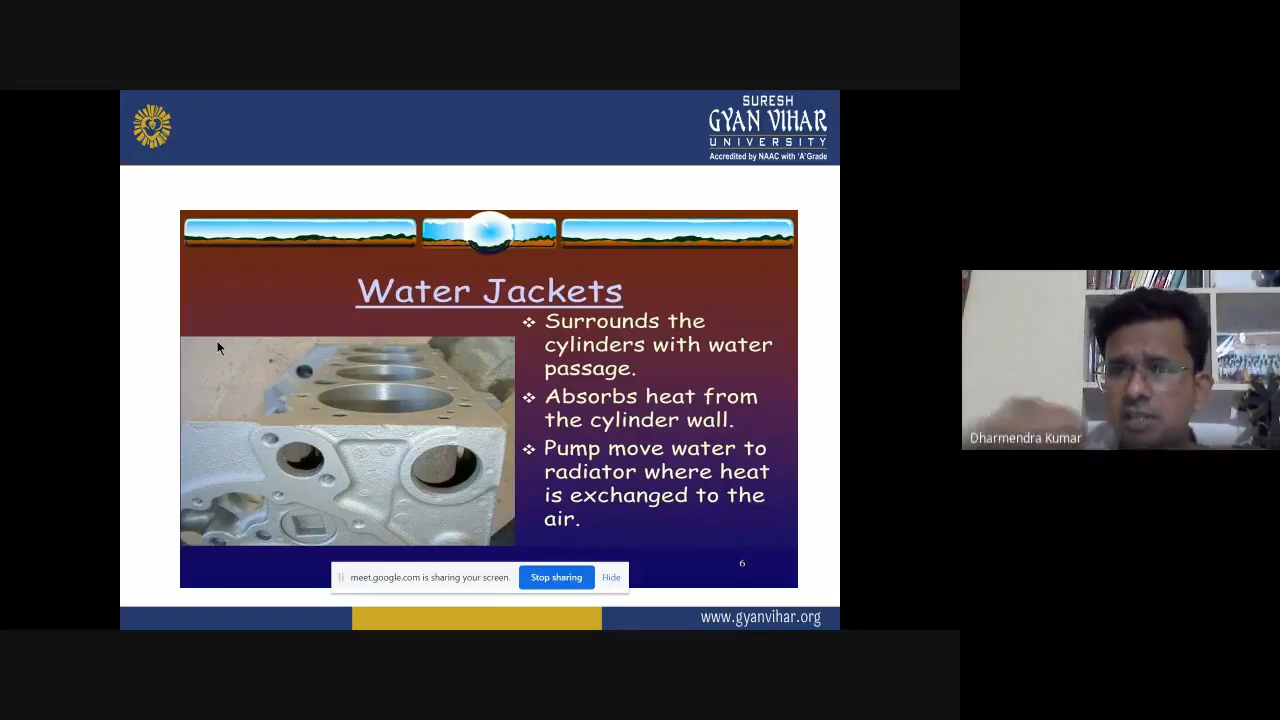 SURESH
GYAN VIHAR
UNIVERSITY
Accredited by NAAC with 'A' Grade
Water Jackets
❖ Surrounds the
cylinders with water
passage.
❖ Absorbs heat from
the cylinder wall.
❖ Pump move water to
radiator where heat
is exchanged to the
air.
6
meet.google.com is sharing your screen.
Stop sharing
Hide
www.gyanvihar.org
Dharmendra Kumar